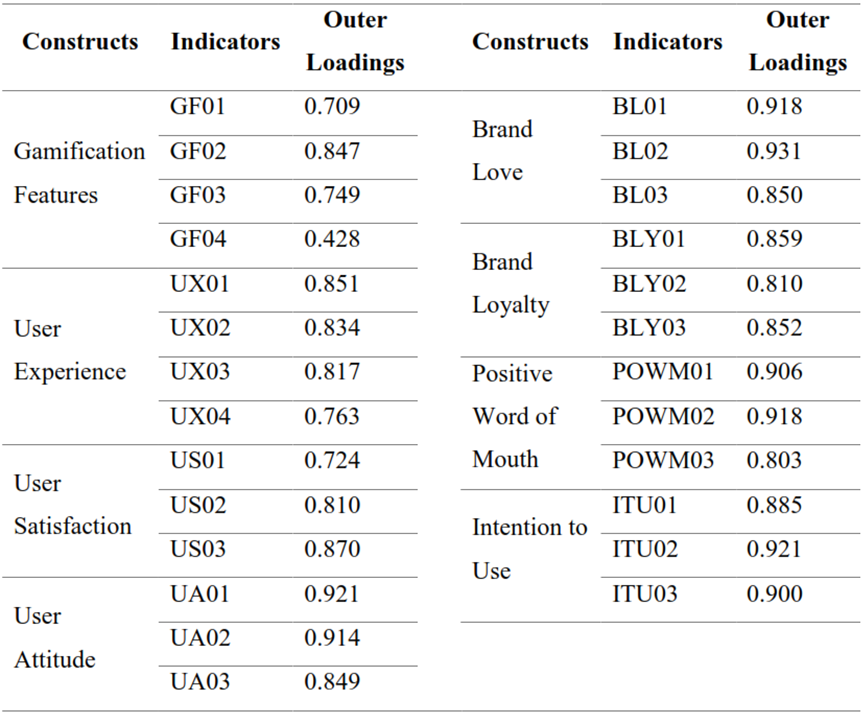 Constructs Indicators Outer Loadings
Gamification Features
GF01 0.709
GF02 0.847
GF03 0.749
GF04 0.428
User Experience
UX01 0.851
UX02 0.834
UX03 0.817
UX04 0.763
User Satisfaction
US01 0.724
US02 0.810
US03 0.870
User Attitude
UA01 0.921
UA02 0.914
UA03 0.849
Constructs Indicators Outer Loadings
Brand Love
BL01 0.918
BL02 0.931
BL03 0.850
Brand Loyalty
BLY01 0.859
BLY02 0.810
BLY03 0.852
Positive Word of Mouth
POWM01 0.906
POWM02 0.918
POWM03 0.803
Intention to Use
ITU01 0.885
ITU02 0.921
ITU03 0.900